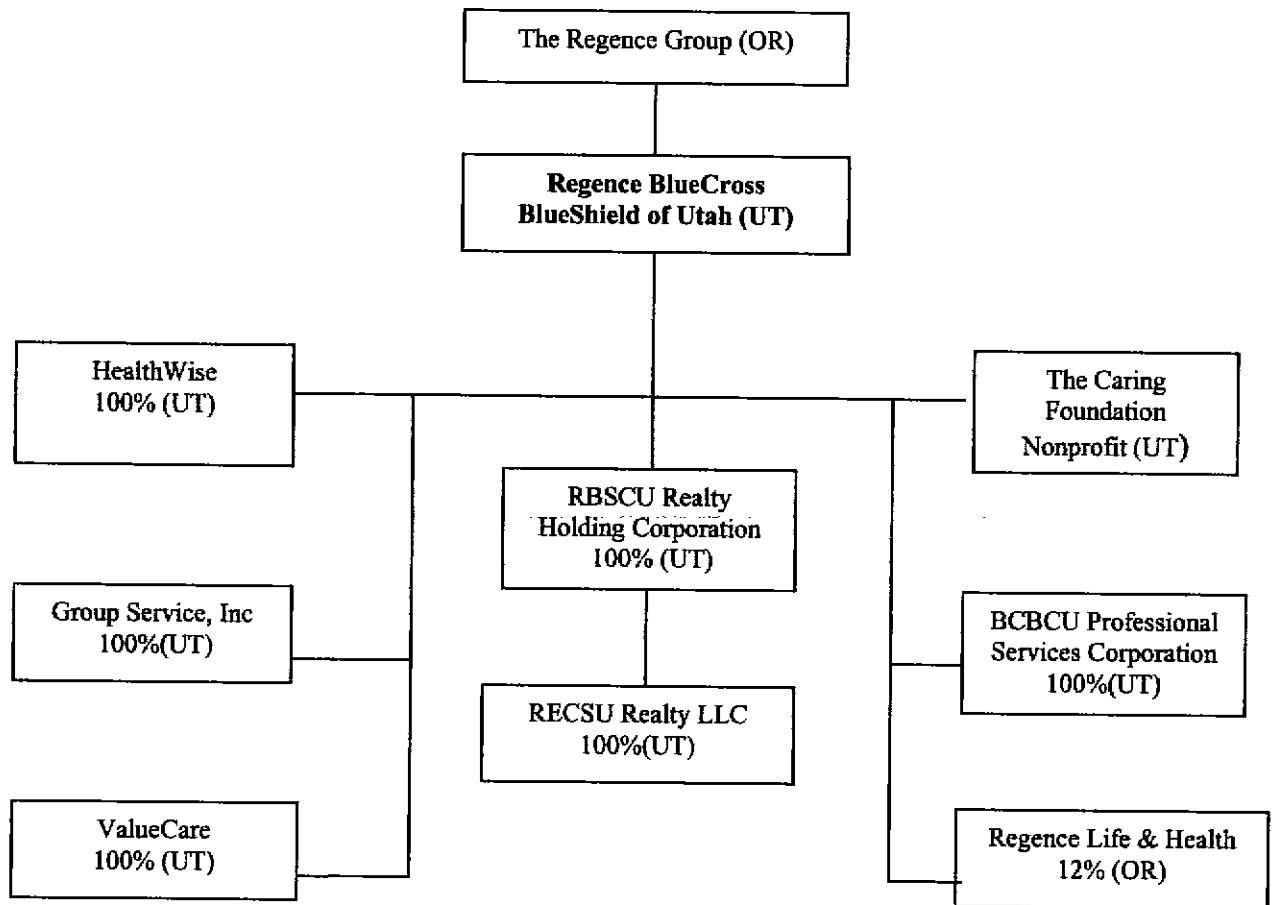 The Regence Group (OR)
Regence BlueCross
BlueShield of Utah (UT)
HealthWise
100% (UT)
The Caring
Foundation
Nonprofit (UT)
RBSCU Realty
Holding Corporation
100% (UT)
Group Service, Inc
100%(UT)
BCBCU Professional
Services Corporation
100%(UT)
RECSU Realty LLC
100%(UT)
ValueCare
100% (UT)
Regence Life & Health
12% (OR)